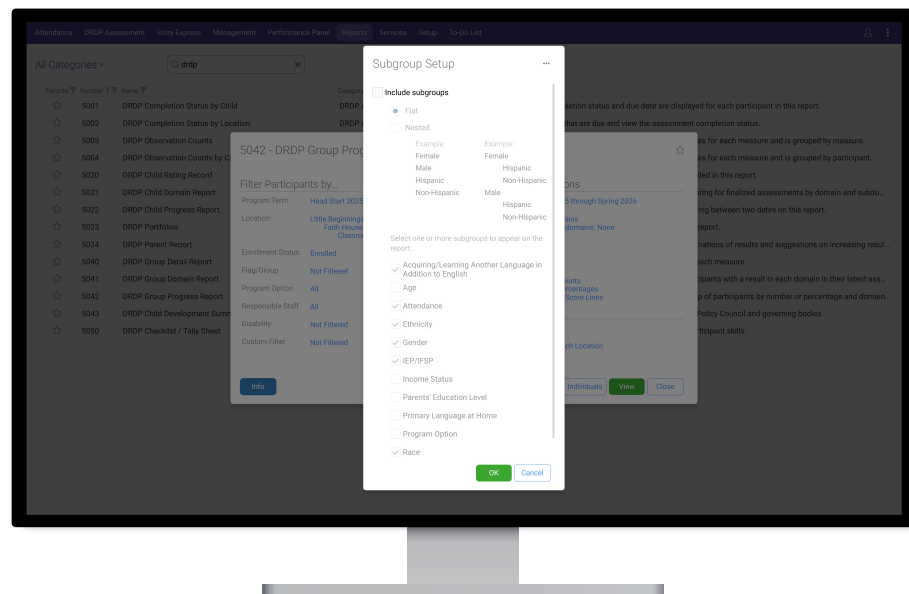 Attendance DRDP Assessment Entry Express Management Performance Panel Reports Services Setup To-Do List
All Categories
drdp
Favorite Number 1 Name Category
5001 DRDP Completion Status by Child DRDP pletion status and due date are displayed for each participant in this report.
5002 DRDP Completion Status by Location DRDP that are due and view the assessment completion status.
5003 DRDP Observation Counts es for each measure and is grouped by measure.
5004 DRDP Observation Counts by C es for each measure and is grouped by participant.
5020 DRDP Child Rating Record ded in this report.
5021 DRDP Child Domain Report ring for finalized assessments by domain and subdo...
5022 DRDP Child Progress Report ring between two dates on this report.
5023 DRDP Portfolios report.
5024 DRDP Parent Report nations of results and suggestions on increasing resul...
5040 DRDP Group Detail Report ach measure.
5041 DRDP Group Domain Report cipants with a result in each domain in their latest ass...
5042 DRDP Group Progress Report p of participants by number or percentage and domain.
5043 DRDP Child Development Summ Policy Council and governing bodies.
5050 DRDP Checklist / Tally Sheet rticipant skills.
5042 - DRDP Group Prog
Filter Participants by...
Program Term Head Start 2025
Location Little Beginnings
Faith House
Classroo
Enrollment Status Enrolled
Flag/Group Not Filtered
Program Option All
Responsible Staff All
Disability Not Filtered
Custom Filter Not Filtered
Info
ons
5 through Spring 2026
ains
domains: None
unts
rcentages
Score Lines
ch Location
Individuals View Close
Subgroup Setup
Include subgroups
Flat
Nested
Example: Example:
Female Female
Male Hispanic
Hispanic Non-Hispanic
Non-Hispanic Male
Hispanic
Non-Hispanic
Select one or more subgroups to appear on the
report:
Acquiring/Learning Another Language in
Addition to English
Age
Attendance
Ethnicity
Gender
IEP/IFSP
Income Status
Parents' Education Level
Primary Language at Home
Program Option
Race
OK Cancel